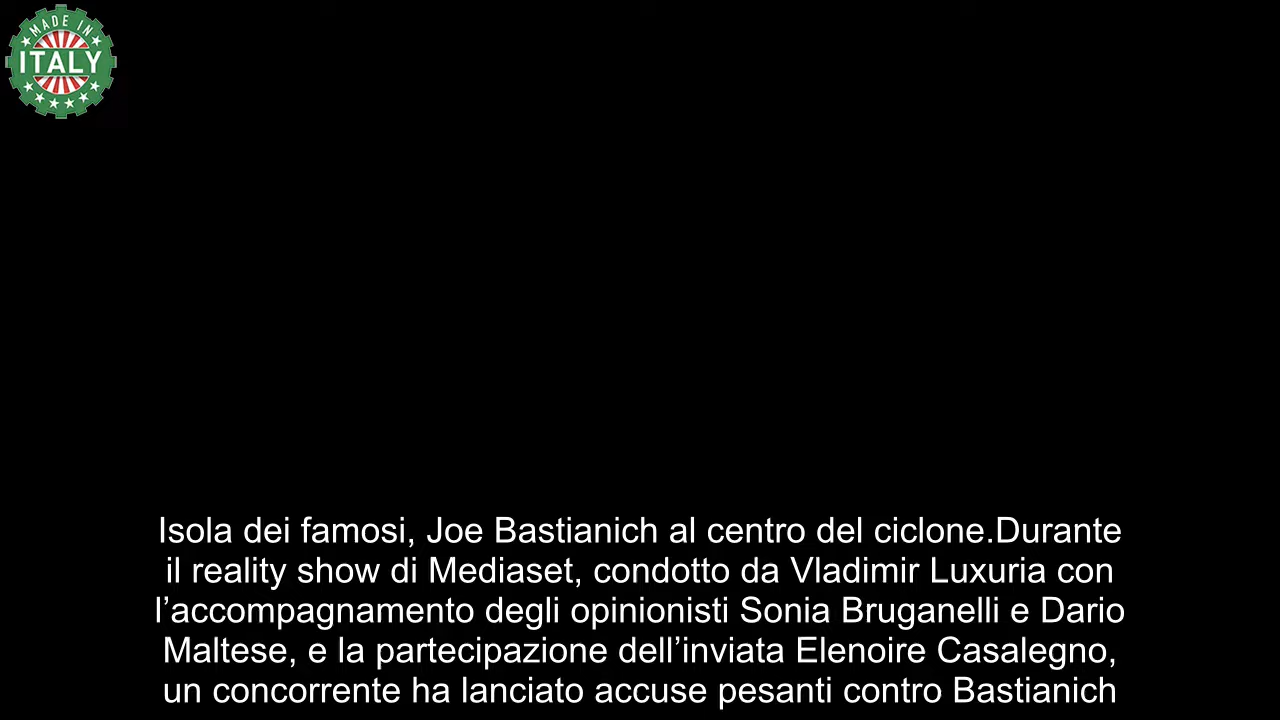 MADE IN
ITALY
Isola dei famosi, Joe Bastianich al centro del ciclone.Durante
il reality show di Mediaset, condotto da Vladimir Luxuria con
l’accompagnamento degli opinionisti Sonia Bruganelli e Dario
Maltese, e la partecipazione dell’inviata Elenoire Casalegno,
un concorrente ha lanciato accuse pesanti contro Bastianich